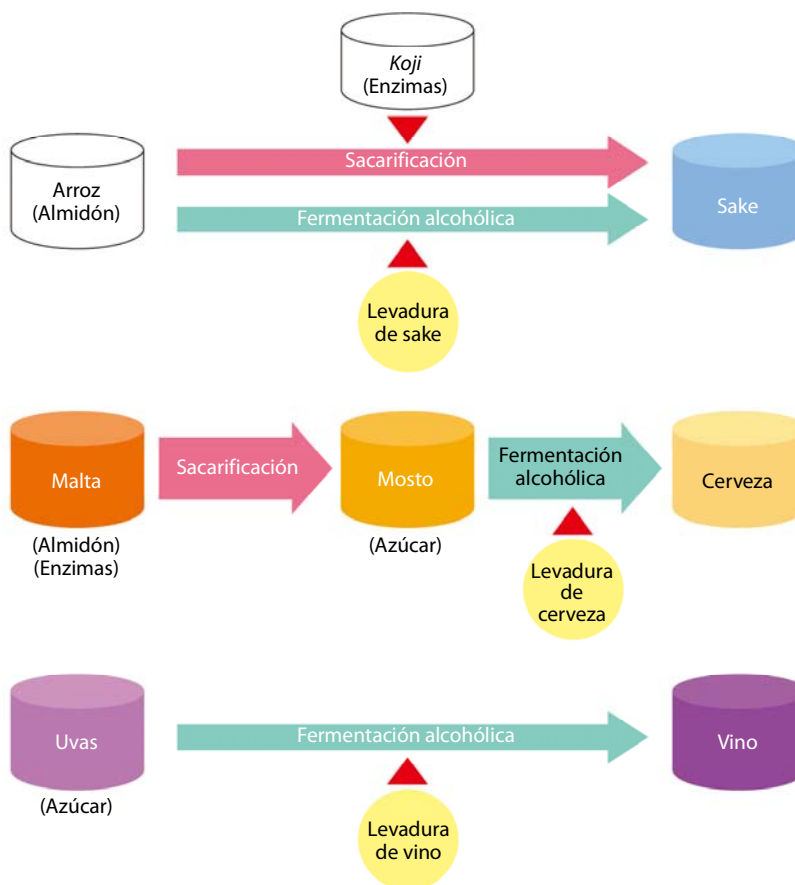 Koji
(Enzimas)
Arroz
(Almidón)
Sacarificación
Fermentación alcohólica
Sake
Levadura
de sake
Malta
(Almidón)
(Enzimas)
Sacarificación
Mosto
(Azúcar)
Fermentación
alcohólica
Levadura
de
cerveza
Cerveza
Uvas
(Azúcar)
Fermentación alcohólica
Levadura
de vino
Vino